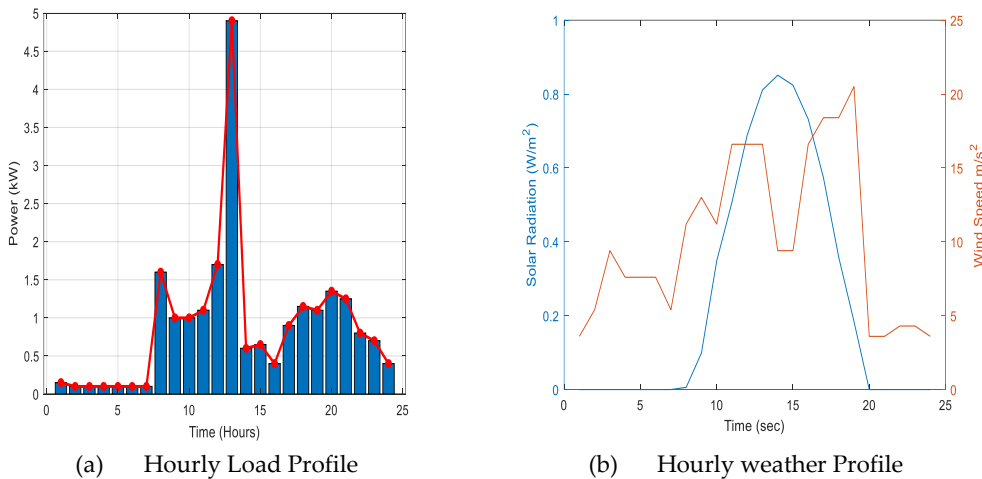 5
4.5
4
3.5
3
2.5
2
1.5
1
0.5
0
Power (kW)
0 5 10 15 20 25
Time (Hours)
(a) Hourly Load Profile
1
0.8
0.6
0.4
0.2
0
Solar Radiation (W/m²)
25
20
15
10
5
0
Wind Speed m/s²
0 5 10 15 20 25
Time (sec)
(b) Hourly weather Profile